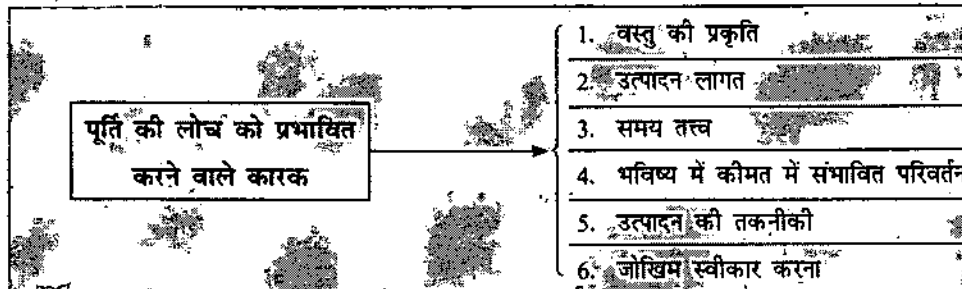 पूर्ति की लोच को प्रभावित
करने वाले कारक
1. वस्तु की प्रकृति
2. उत्पादन लागत
3. समय तत्त्व
4. भविष्य में कीमत में संभावित परिवर्तन
5. उत्पादन की तकनीकी
6. जोखिम स्वीकार करना